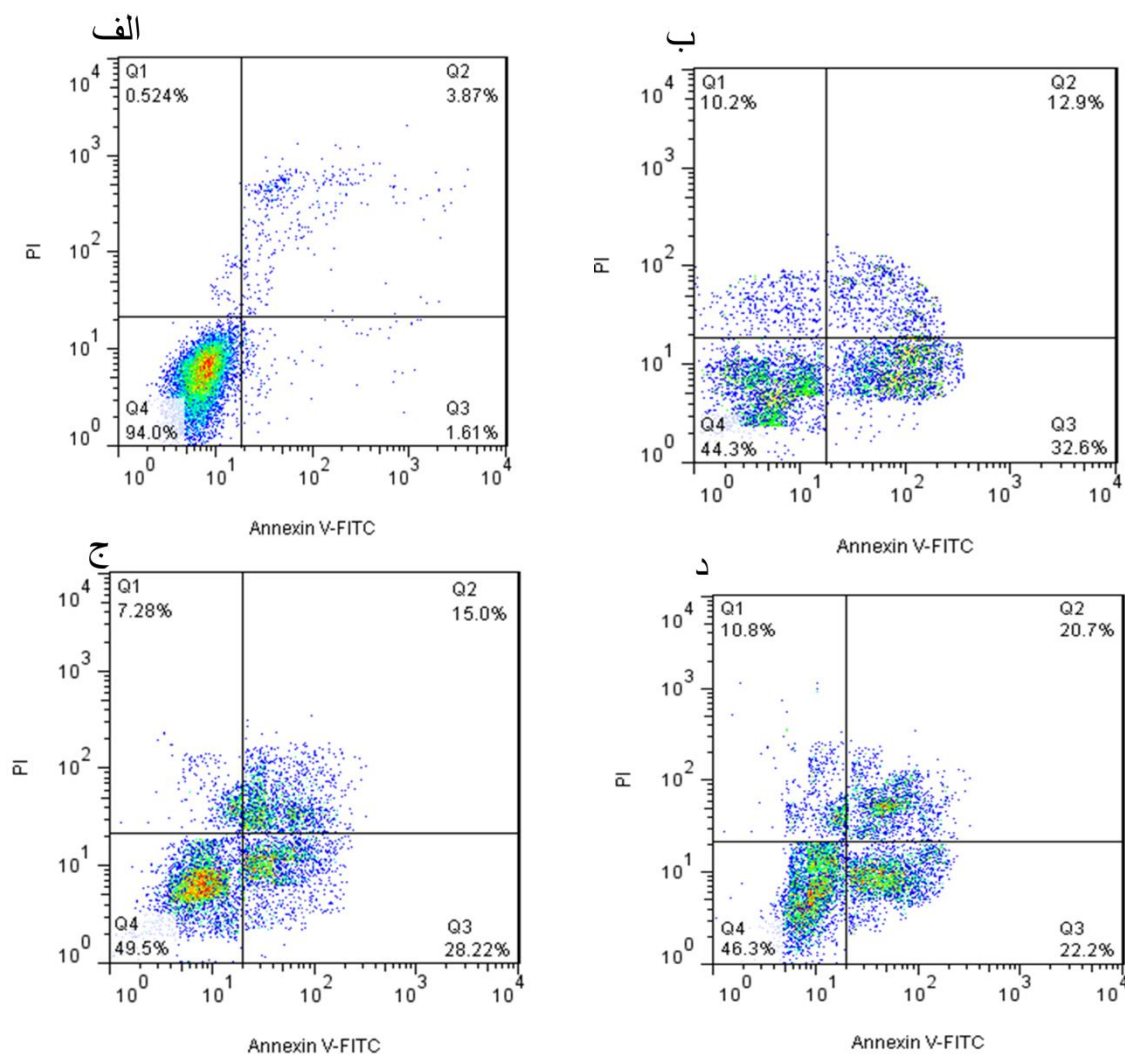 الف
Q1
0.524%
Q2
3.87%
10^4
10^3
10^2
10^1
10^0
PI
Q4
94.0%
Q3
1.61%
10^0 10^1 10^2 10^3 10^4
Annexin V-FITC
ب
Q1
10.2%
Q2
12.9%
10^4
10^3
10^2
10^1
10^0
PI
Q4
44.3%
Q3
32.6%
10^0 10^1 10^2 10^3 10^4
Annexin V-FITC
ج
Q1
7.28%
Q2
15.0%
10^4
10^3
10^2
10^1
10^0
PI
Q4
49.5%
Q3
28.22%
10^0 10^1 10^2 10^3 10^4
Annexin V-FITC
د
Q1
10.8%
Q2
20.7%
10^4
10^3
10^2
10^1
10^0
PI
Q4
46.3%
Q3
22.2%
10^0 10^1 10^2 10^3 10^4
Annexin V-FITC